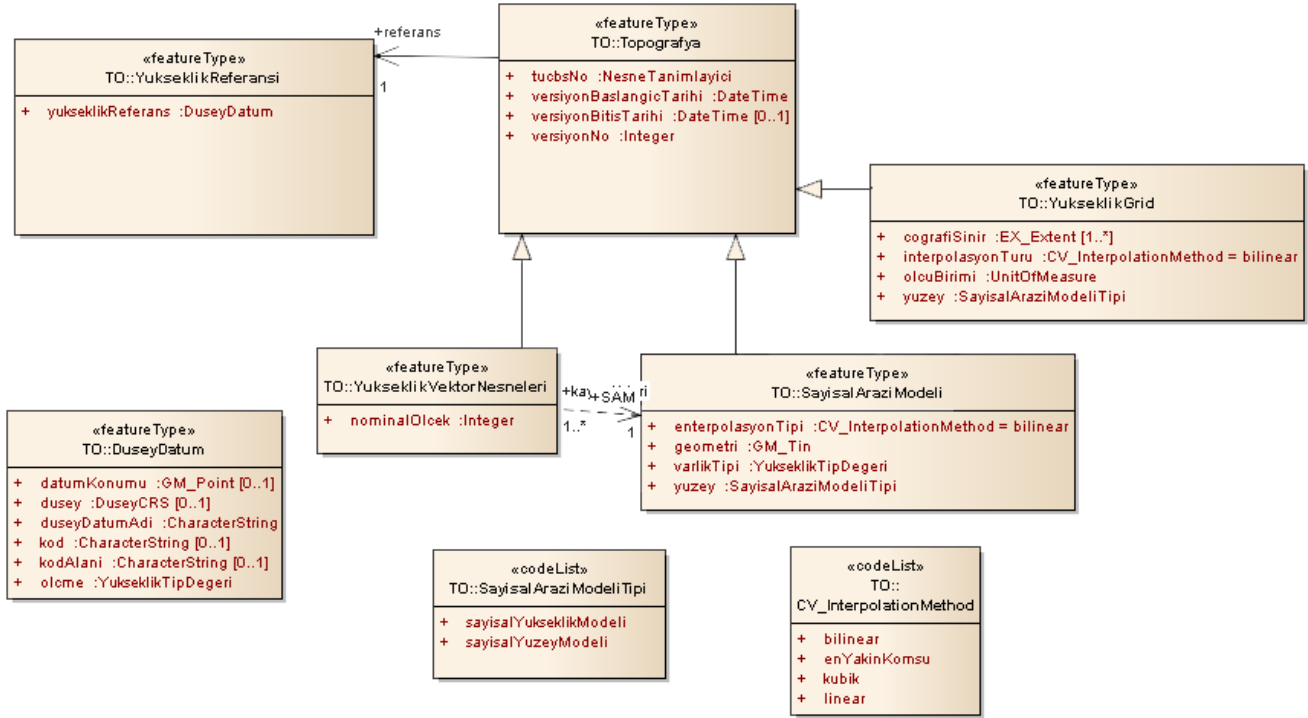 «featureType»
TO::YukseklikReferansi
+ yukseklikReferans :DuseyDatum
+referans
1
«featureType»
TO::Topografya
+ tucbsNo :NesneTanimlayici
+ versiyonBaslangicTarihi :DateTime
+ versiyonBitisTarihi :DateTime [0..1]
+ versiyonNo :Integer
«featureType»
TO::YukseklikGrid
+ cografiSinir :EX_Extent [1..*]
+ interpolasyonTuru :CV_InterpolationMethod = bilinear
+ olcuBirimi :UnitOfMeasure
+ yuzey :SayisalAraziModeliTipi
«featureType»
TO::YukseklikVektorNesneleri
+ nominalOlcek :Integer
+SAM
1..*
1
«featureType»
TO::SayisalAraziModeli
+ enterpolasyonTipi :CV_InterpolationMethod = bilinear
+ geometri :GM_Tin
+ varlikTipi :YukseklikTipDegeri
+ yuzey :SayisalAraziModeliTipi
«featureType»
TO::DuseyDatum
+ datumKonumu :GM_Point [0..1]
+ dusey :DuseyCRS [0..1]
+ duseyDatumAdi :CharacterString
+ kod :CharacterString [0..1]
+ kodAlani :CharacterString [0..1]
+ olcme :YukseklikTipDegeri
«codeList»
TO::SayisalAraziModeliTipi
+ sayisalYukseklikModeli
+ sayisalYuzeyModeli
«codeList»
TO::
CV_InterpolationMethod
+ bilinear
+ enYakinKomsu
+ kubik
+ linear